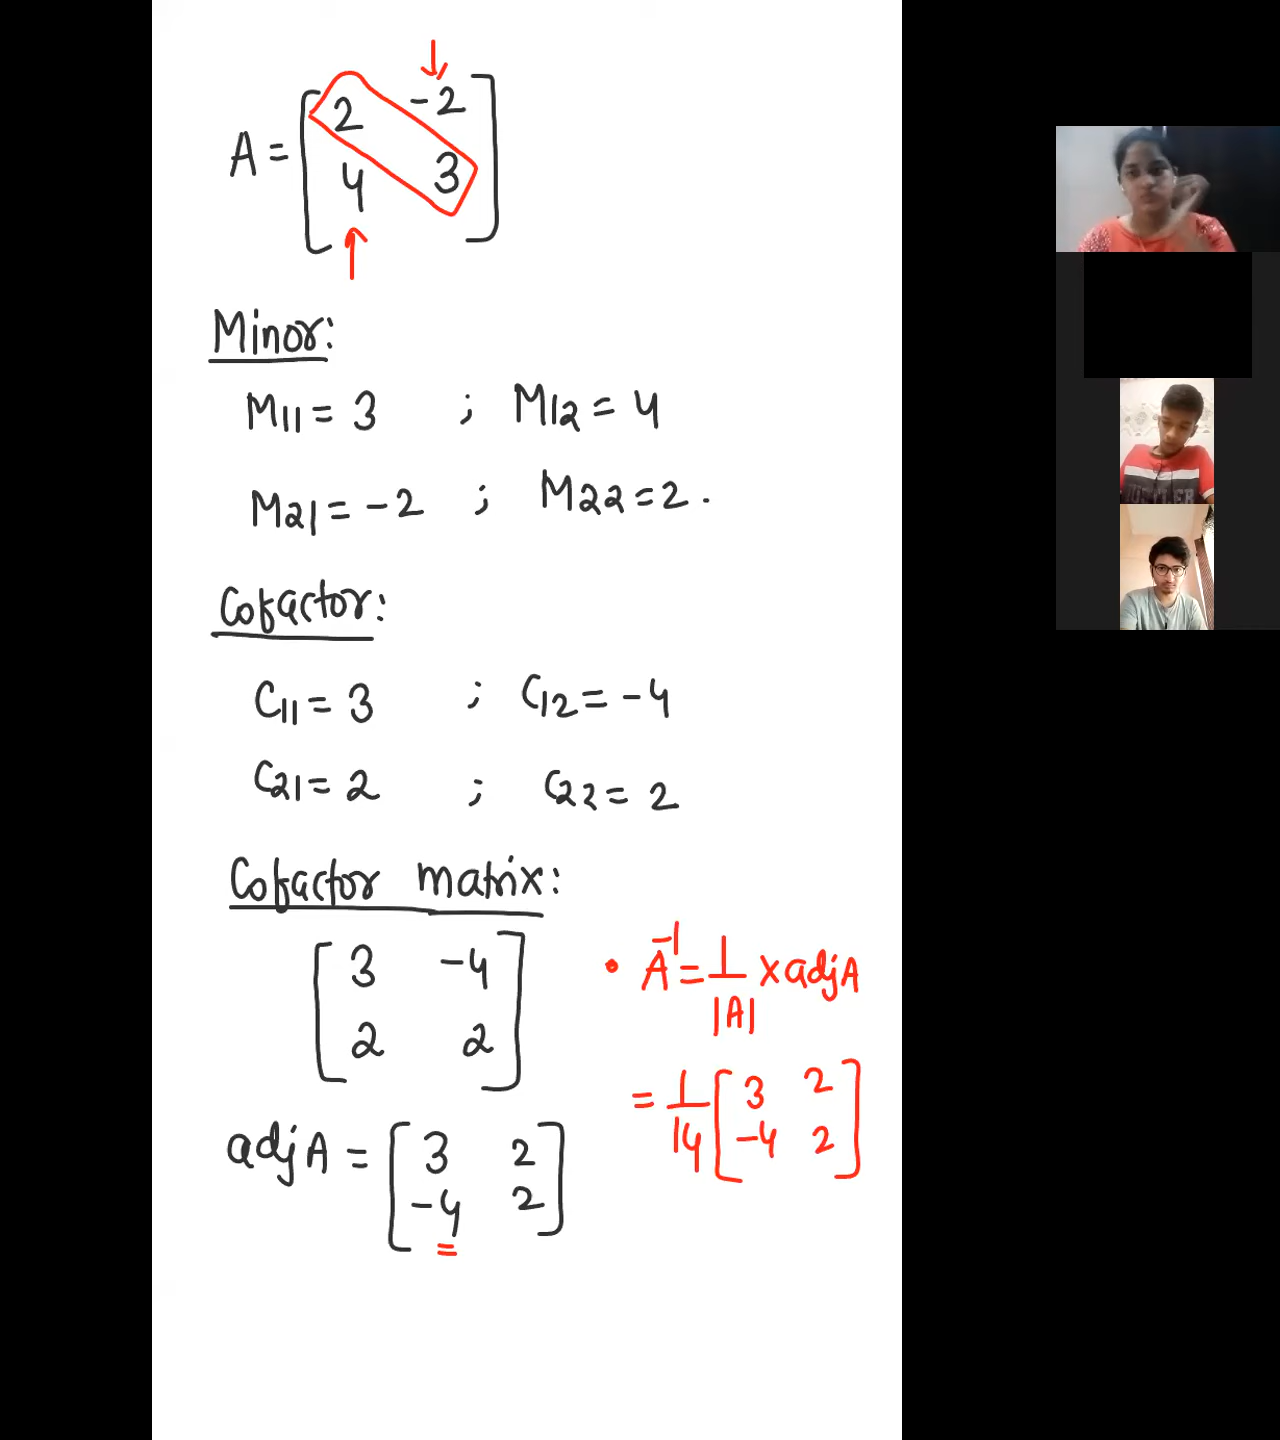 A = [ 2 -2
4 3 ]
Minor:
M11 = 3 ; M12 = 4
M21 = -2 ; M22 = 2.
Cofactor:
C11 = 3 ; C12 = -4
C21 = 2 ; C22 = 2
Cofactor matrix:
[ 3 -4
2 2 ]
adj A = [ 3 2
-4 2 ]
• A⁻¹ = 1/|A| × adj A
= 1/14 [ 3 2
-4 2 ]